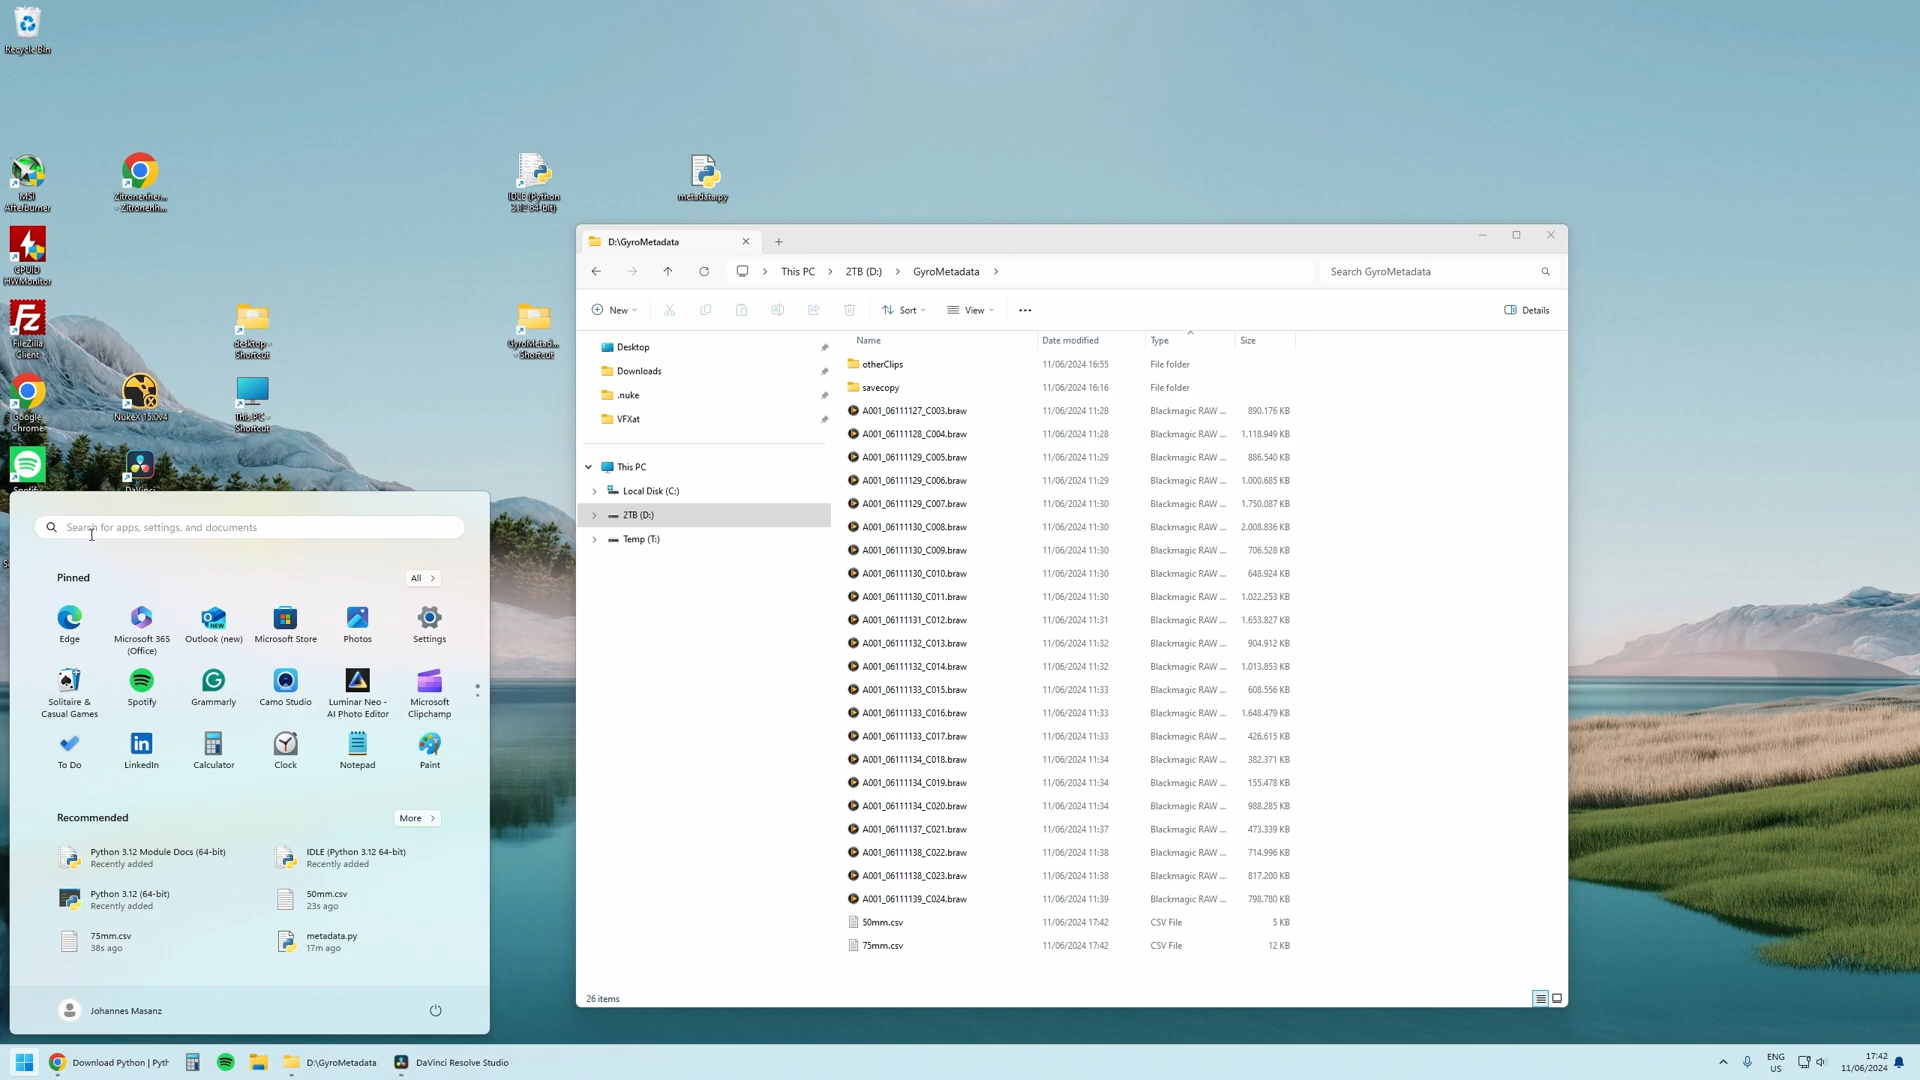 Recycle Bin
MSI
Afterburner
Zitronenher...
- Zitronenh...
IDLE (Python
3.12 64-bit)
metadata.py
CPUID
HWMonitor
FileZilla
Client
desktop -
Shortcut
GyroMetad...
- Shortcut
Google
Chrome
NukeX 15.0v4
This PC -
Shortcut
Spotify
DaVinci
D:\GyroMetadata
This PC
2TB (D:)
GyroMetadata
Search GyroMetadata
New
Sort
View
Details
Desktop
Downloads
.nuke
VFXat
This PC
Local Disk (C:)
2TB (D:)
Temp (T:)
Name Date modified Type Size
otherClips 11/06/2024 16:55 File folder
savecopy 11/06/2024 16:16 File folder
A001_06111127_C003.braw 11/06/2024 11:28 Blackmagic RAW ... 890.176 KB
A001_06111128_C004.braw 11/06/2024 11:28 Blackmagic RAW ... 1.118.949 KB
A001_06111129_C005.braw 11/06/2024 11:29 Blackmagic RAW ... 886.540 KB
A001_06111129_C006.braw 11/06/2024 11:29 Blackmagic RAW ... 1.000.685 KB
A001_06111129_C007.braw 11/06/2024 11:30 Blackmagic RAW ... 1.750.087 KB
A001_06111130_C008.braw 11/06/2024 11:30 Blackmagic RAW ... 2.008.836 KB
A001_06111130_C009.braw 11/06/2024 11:30 Blackmagic RAW ... 706.528 KB
A001_06111130_C010.braw 11/06/2024 11:30 Blackmagic RAW ... 648.924 KB
A001_06111130_C011.braw 11/06/2024 11:30 Blackmagic RAW ... 1.022.253 KB
A001_06111131_C012.braw 11/06/2024 11:31 Blackmagic RAW ... 1.653.827 KB
A001_06111132_C013.braw 11/06/2024 11:32 Blackmagic RAW ... 904.912 KB
A001_06111132_C014.braw 11/06/2024 11:32 Blackmagic RAW ... 1.013.853 KB
A001_06111133_C015.braw 11/06/2024 11:33 Blackmagic RAW ... 608.556 KB
A001_06111133_C016.braw 11/06/2024 11:33 Blackmagic RAW ... 1.648.479 KB
A001_06111133_C017.braw 11/06/2024 11:33 Blackmagic RAW ... 426.615 KB
A001_06111134_C018.braw 11/06/2024 11:34 Blackmagic RAW ... 382.371 KB
A001_06111134_C019.braw 11/06/2024 11:34 Blackmagic RAW ... 155.478 KB
A001_06111134_C020.braw 11/06/2024 11:34 Blackmagic RAW ... 988.285 KB
A001_06111137_C021.braw 11/06/2024 11:37 Blackmagic RAW ... 473.339 KB
A001_06111138_C022.braw 11/06/2024 11:38 Blackmagic RAW ... 714.996 KB
A001_06111138_C023.braw 11/06/2024 11:38 Blackmagic RAW ... 817.200 KB
A001_06111139_C024.braw 11/06/2024 11:39 Blackmagic RAW ... 798.780 KB
50mm.csv 11/06/2024 17:42 CSV File 5 KB
75mm.csv 11/06/2024 17:42 CSV File 12 KB
26 items
Search for apps, settings, and documents
Pinned
All
Edge
Microsoft 365
(Office)
NEW
Outlook (new)
Microsoft Store
Photos
Settings
Solitaire &
Casual Games
Spotify
Grammarly
Camo Studio
Luminar Neo -
AI Photo Editor
Microsoft
Clipchamp
To Do
LinkedIn
Calculator
Clock
Notepad
Paint
Recommended
More
Python 3.12 Module Docs (64-bit)
Recently added
IDLE (Python 3.12 64-bit)
Recently added
Python 3.12 (64-bit)
Recently added
50mm.csv
23s ago
75mm.csv
38s ago
metadata.py
17m ago
Johannes Masanz
Download Python | Pyth
D:\GyroMetadata
DaVinci Resolve Studio
ENG
US
17:42
11/06/2024